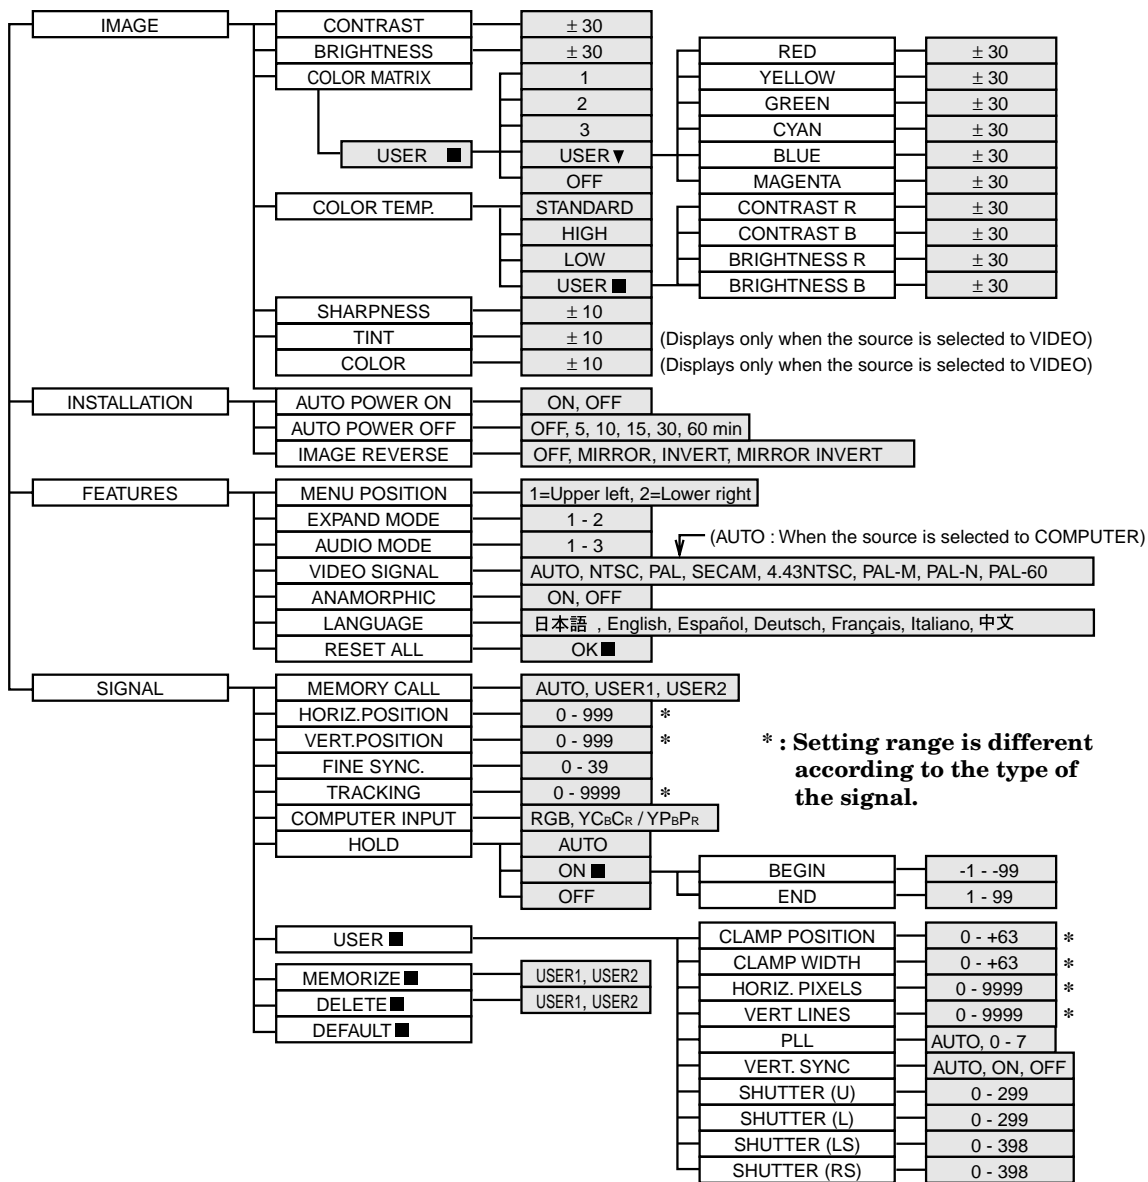 IMAGE CONTRAST ± 30
BRIGHTNESS ± 30 RED ± 30
COLOR MATRIX 1 YELLOW ± 30
2 GREEN ± 30
3 CYAN ± 30
USER ■ USER▼ BLUE ± 30
OFF MAGENTA ± 30
COLOR TEMP. STANDARD CONTRAST R ± 30
HIGH CONTRAST B ± 30
LOW BRIGHTNESS R ± 30
USER ■ BRIGHTNESS B ± 30
SHARPNESS ± 10
TINT ± 10 (Displays only when the source is selected to VIDEO)
COLOR ± 10 (Displays only when the source is selected to VIDEO)
INSTALLATION AUTO POWER ON ON, OFF
AUTO POWER OFF OFF, 5, 10, 15, 30, 60 min
IMAGE REVERSE OFF, MIRROR, INVERT, MIRROR INVERT
FEATURES MENU POSITION 1=Upper left, 2=Lower right
EXPAND MODE 1 - 2
AUDIO MODE 1 - 3 (AUTO : When the source is selected to COMPUTER)
VIDEO SIGNAL AUTO, NTSC, PAL, SECAM, 4.43NTSC, PAL-M, PAL-N, PAL-60
ANAMORPHIC ON, OFF
LANGUAGE 日本語 , English, Español, Deutsch, Français, Italiano, 中文
RESET ALL OK■
SIGNAL MEMORY CALL AUTO, USER1, USER2
HORIZ.POSITION 0 - 999 *
VERT.POSITION 0 - 999 *
FINE SYNC. 0 - 39
TRACKING 0 - 9999 *
* : Setting range is different
according to the type of
the signal.
COMPUTER INPUT RGB, YCBCR / YPBPR
HOLD AUTO
ON ■ BEGIN -1 - -99
OFF END 1 - 99
USER ■ CLAMP POSITION 0 - +63 *
CLAMP WIDTH 0 - +63 *
MEMORIZE■ USER1, USER2 HORIZ. PIXELS 0 - 9999 *
DELETE■ USER1, USER2 VERT LINES 0 - 9999 *
DEFAULT■ PLL AUTO, 0 - 7
VERT. SYNC AUTO, ON, OFF
SHUTTER (U) 0 - 299
SHUTTER (L) 0 - 299
SHUTTER (LS) 0 - 398
SHUTTER (RS) 0 - 398